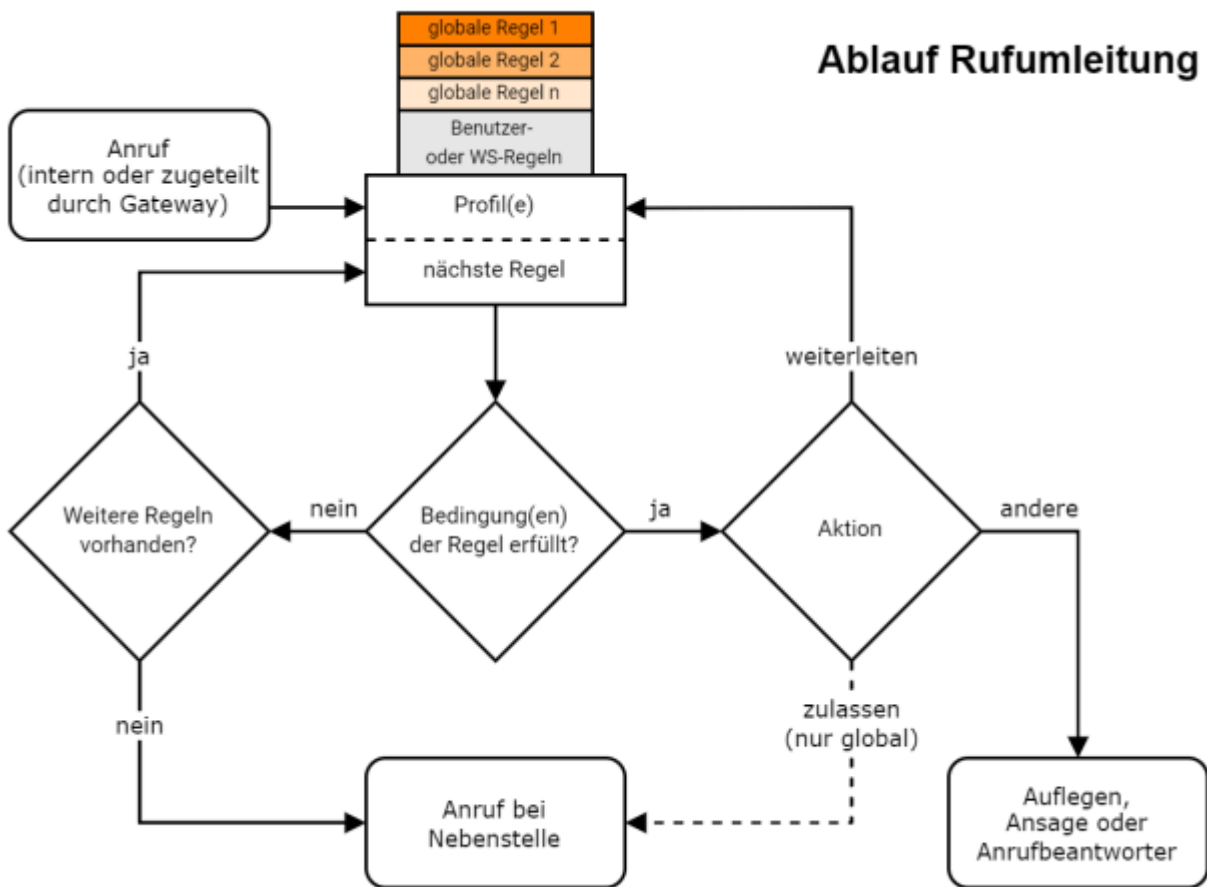 globale Regel 1
globale Regel 2
globale Regel n
Benutzer-
oder WS-Regeln
Ablauf Rufumleitung
Anruf
(intern oder zugeteilt
durch Gateway)
Profil(e)
nächste Regel
ja
weiterleiten
Weitere Regeln
vorhanden?
nein
Bedingung(en)
der Regel erfüllt?
ja
Aktion
andere
nein
zulassen
(nur global)
Anruf bei
Nebenstelle
Auflegen,
Ansage oder
Anrufbeantworter